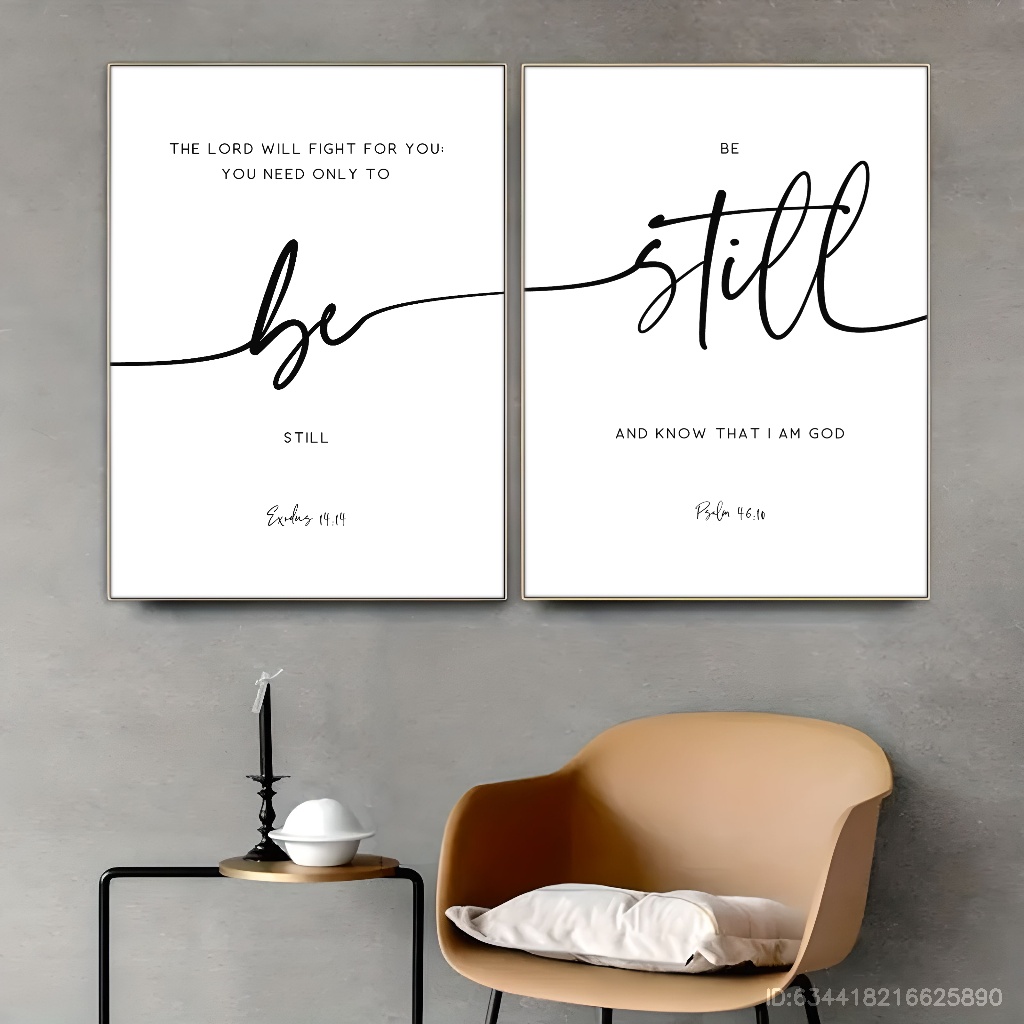 THE LORD WILL FIGHT FOR YOU:
YOU NEED ONLY TO
be
STILL
Exodus 14:14
BE
still
AND KNOW THAT I AM GOD
Psalm 46:10
ID:634418216625890